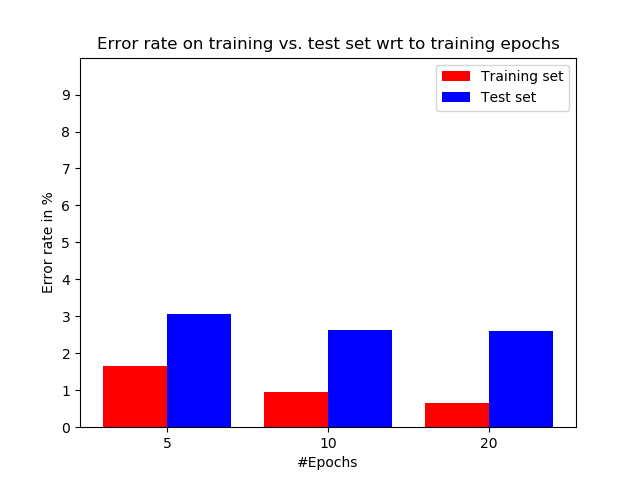 Error rate on training vs. test set wrt to training epochs
Training set
Test set
Error rate in %
9
8
7
6
5
4
3
2
1
0
5 10 20
#Epochs